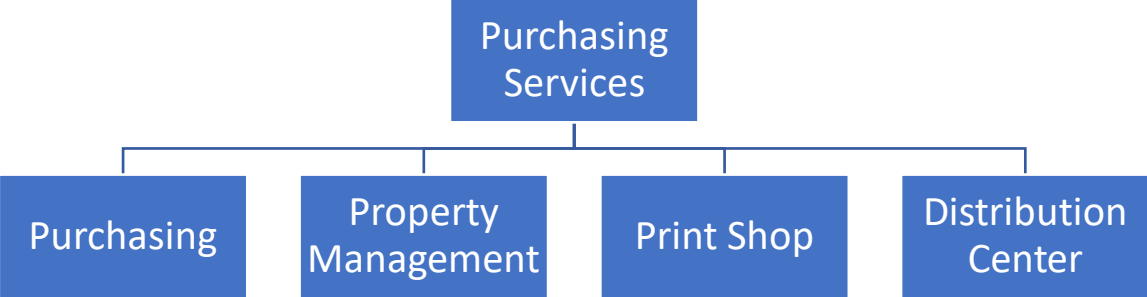 Purchasing
Services
Purchasing
Property
Management
Print Shop
Distribution
Center